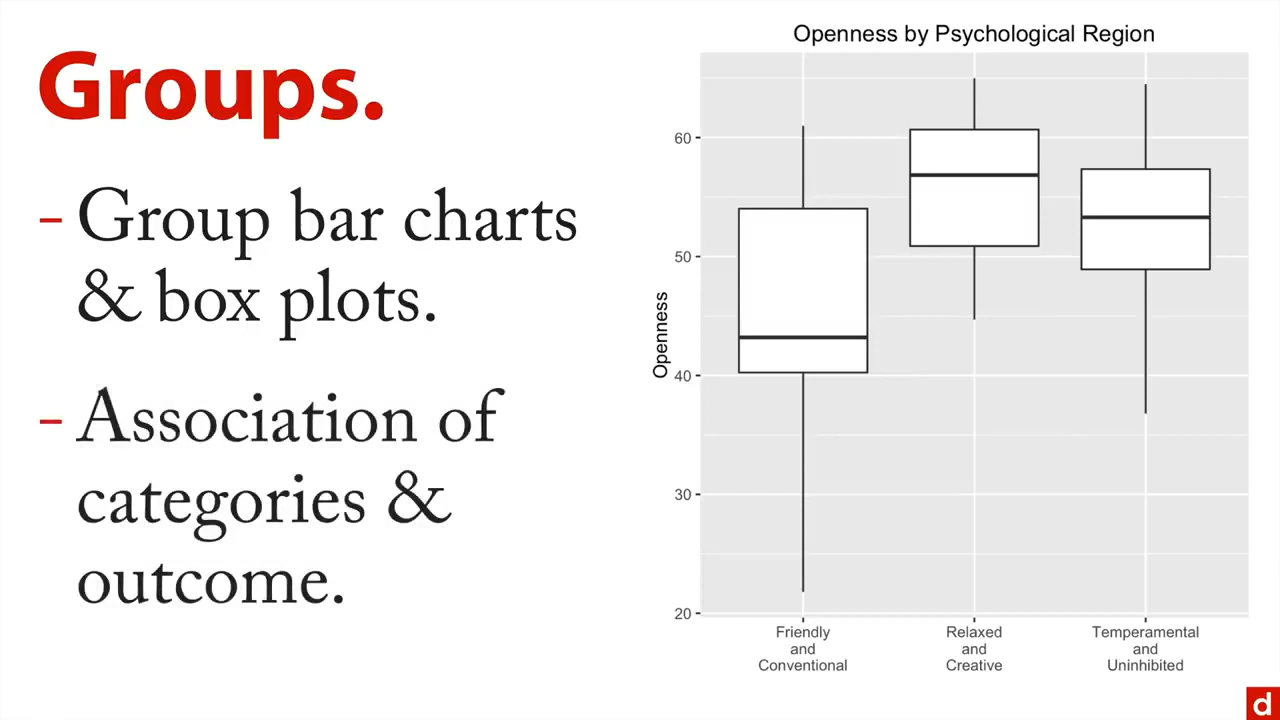 Groups.
- Group bar charts
& box plots.
- Association of
categories &
outcome.
Openness by Psychological Region
Openness
60
50
40
30
20
Friendly
and
Conventional
Relaxed
and
Creative
Temperamental
and
Uninhibited
d